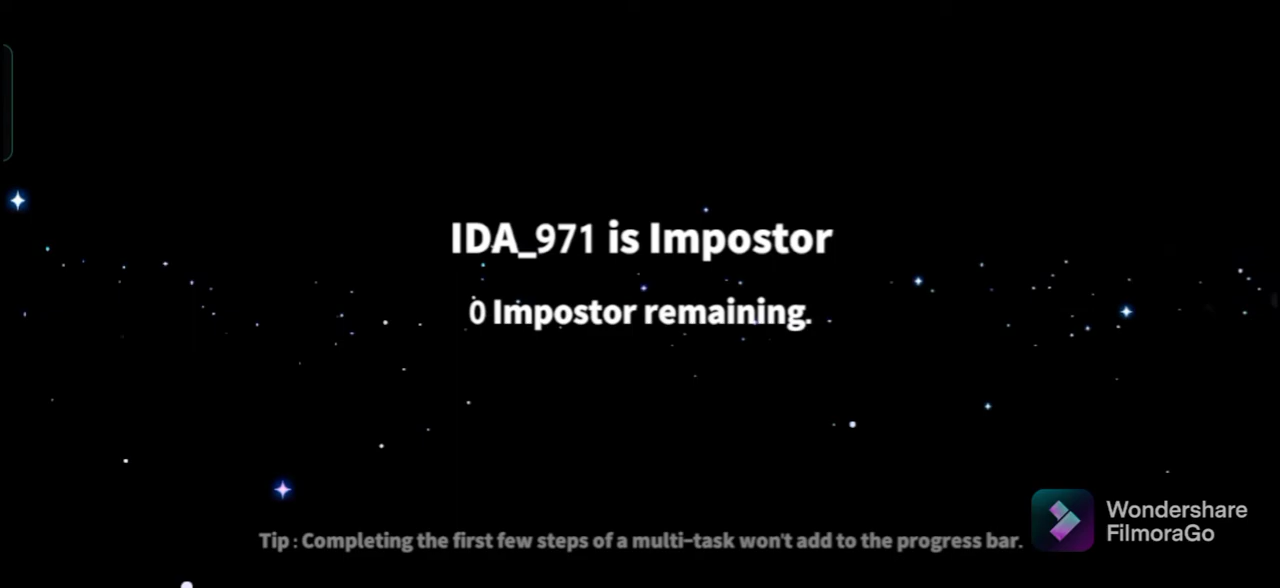 IDA_971 is Impostor
0 Impostor remaining.
Tip : Completing the first few steps of a multi-task won't add to the progress bar.
Wondershare
FilmoraGo